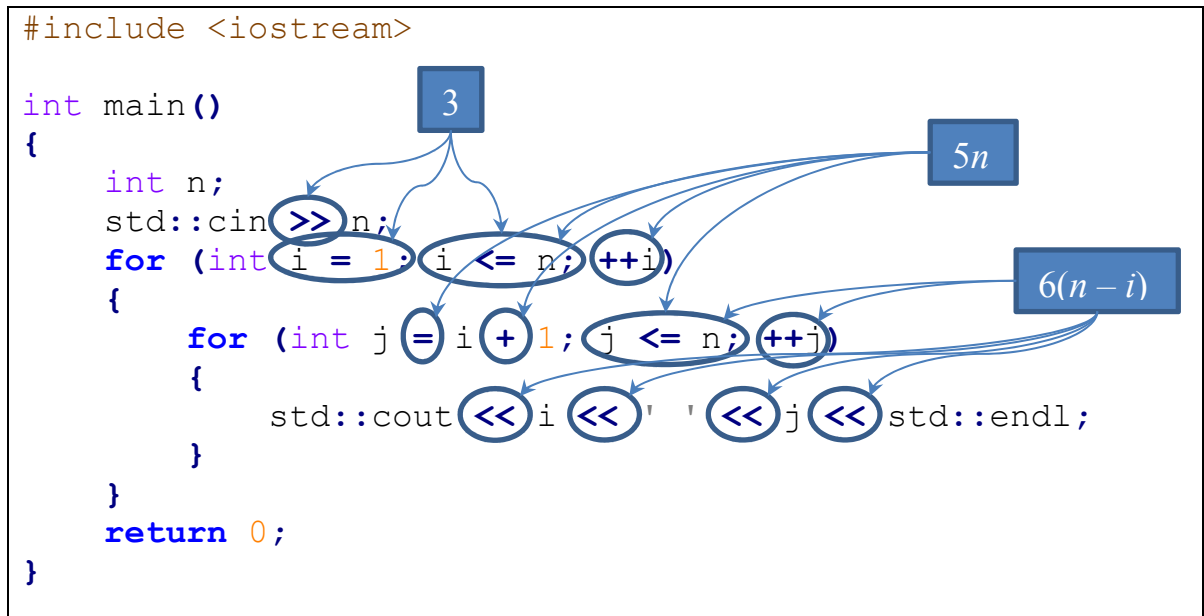 #include <iostream>
int main()
3
{
5n
int n;
std::cin >> n;
for (int i = 1; i <= n; ++i)
{
6(n – i)
for (int j = i + 1; j <= n; ++j)
{
std::cout << i << ' ' << j << std::endl;
}
}
return 0;
}